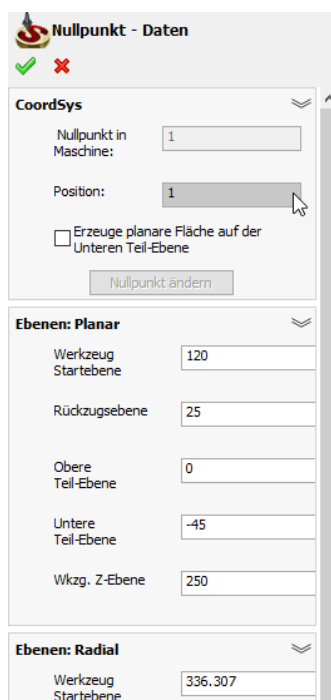 Nullpunkt - Daten
CoordSys
Nullpunkt in
Maschine:
1
Position:
1
Erzeuge planare Fläche auf der
Unteren Teil-Ebene
Nullpunkt ändern
Ebenen: Planar
Werkzeug
Startebene
120
Rückzugsebene
25
Obere
Teil-Ebene
0
Untere
Teil-Ebene
-45
Wkzg. Z-Ebene
250
Ebenen: Radial
Werkzeug
Startebene
336.307